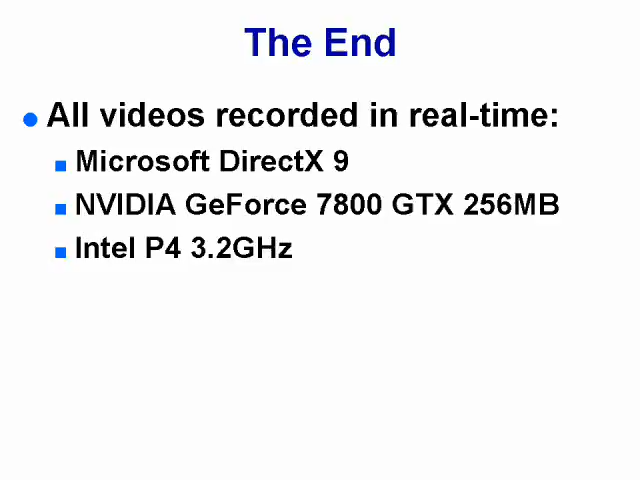 The End
All videos recorded in real-time:
Microsoft DirectX 9
NVIDIA GeForce 7800 GTX 256MB
Intel P4 3.2GHz